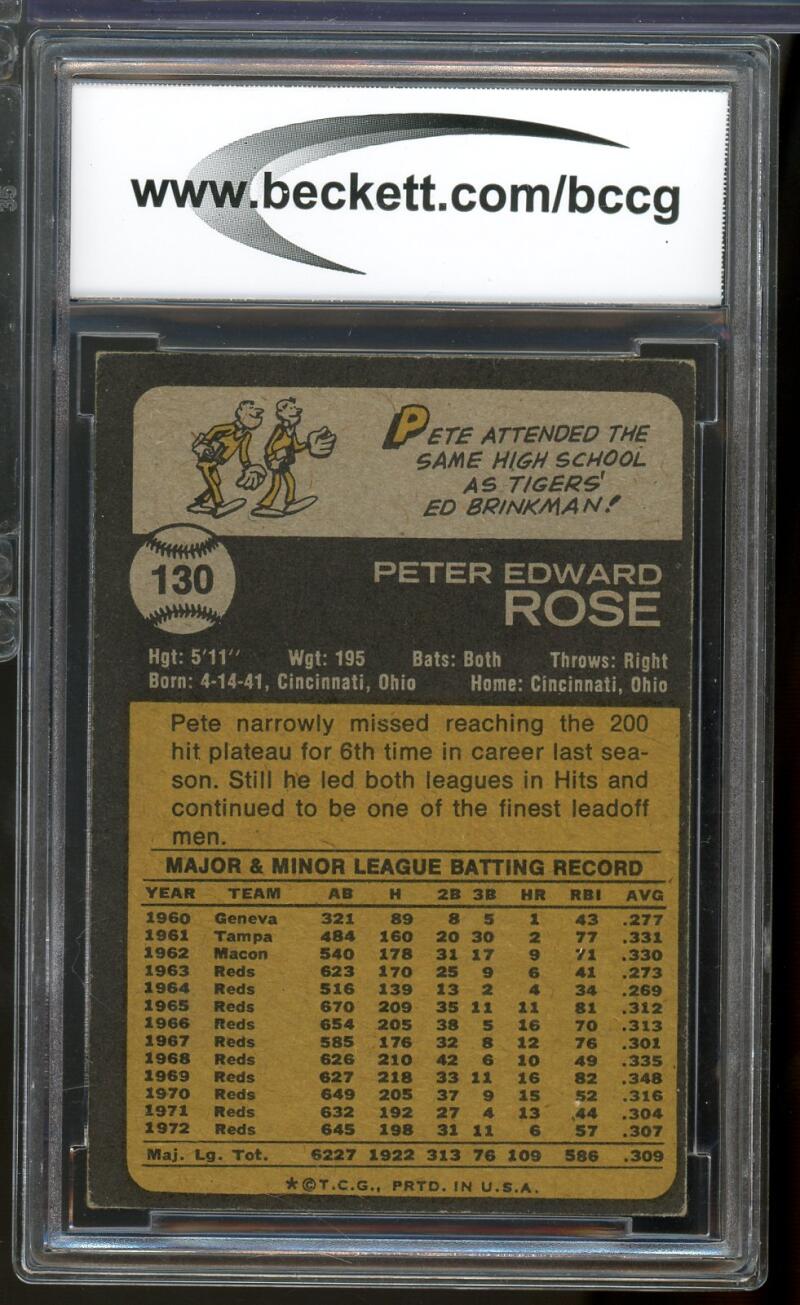 www.beckett.com/bccg
PETE ATTENDED THE
SAME HIGH SCHOOL
AS TIGERS'
ED BRINKMAN!
130
PETER EDWARD
ROSE
Hgt: 5'11" Wgt: 195 Bats: Both Throws: Right
Born: 4-14-41, Cincinnati, Ohio Home: Cincinnati, Ohio
Pete narrowly missed reaching the 200
hit plateau for 6th time in career last sea-
son. Still he led both leagues in Hits and
continued to be one of the finest leadoff
men.
MAJOR & MINOR LEAGUE BATTING RECORD
YEAR TEAM AB H 2B 3B HR RBI AVG
1960 Geneva 321 89 8 5 1 43 .277
1961 Tampa 484 160 20 30 2 77 .331
1962 Macon 540 178 31 17 9 71 .330
1963 Reds 623 170 25 9 6 41 .273
1964 Reds 516 139 13 2 4 34 .269
1965 Reds 670 209 35 11 11 81 .312
1966 Reds 654 205 38 5 16 70 .313
1967 Reds 585 176 32 8 12 76 .301
1968 Reds 626 210 42 6 10 49 .335
1969 Reds 627 218 33 11 16 82 .348
1970 Reds 649 205 37 9 15 52 .316
1971 Reds 632 192 27 4 13 44 .304
1972 Reds 645 198 31 11 6 57 .307
Maj. Lg. Tot. 6227 1922 313 76 109 586 .309
*©T.C.G., PRTD. IN U.S.A.